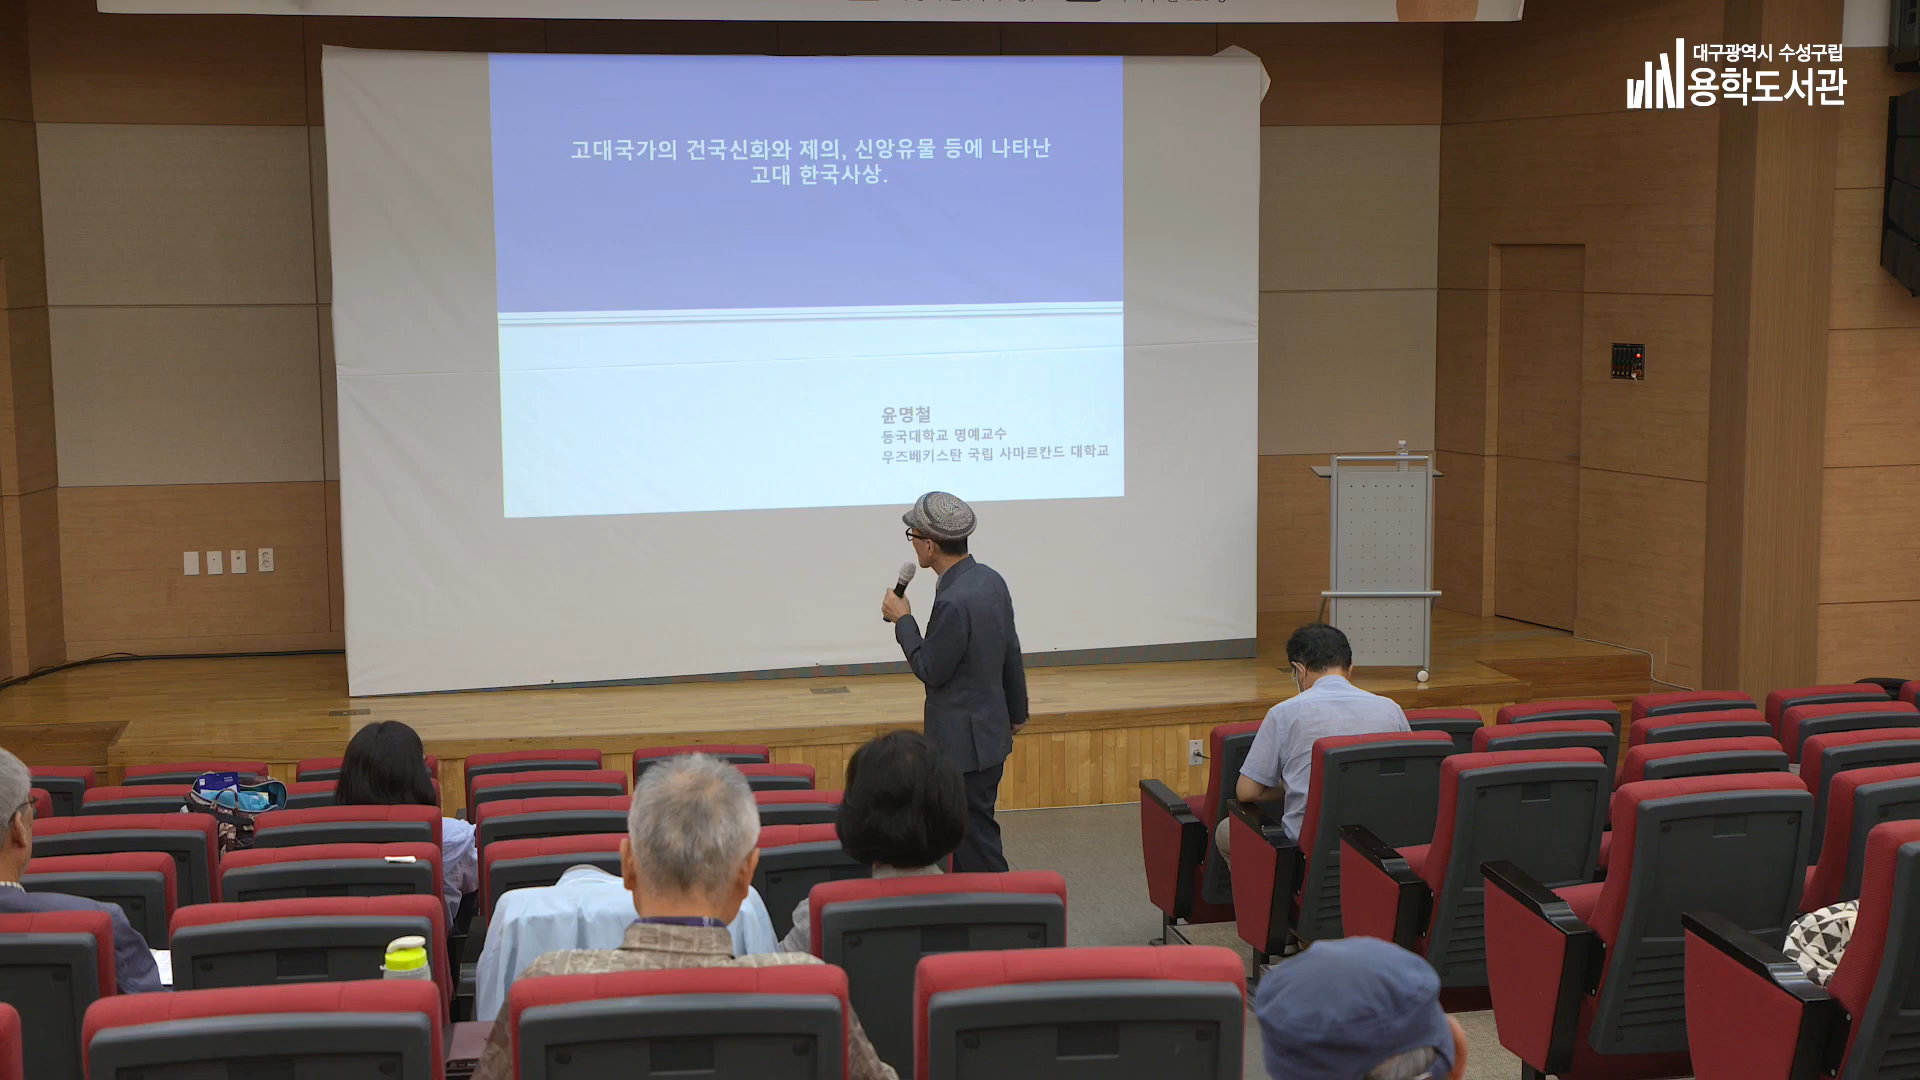 대구광역시 수성구립
용학도서관
고대국가의 건국신화와 제의, 신앙유물 등에 나타난
고대 한국사상.
윤명철
동국대학교 명예교수
우즈베키스탄 국립 사마르칸드 대학교